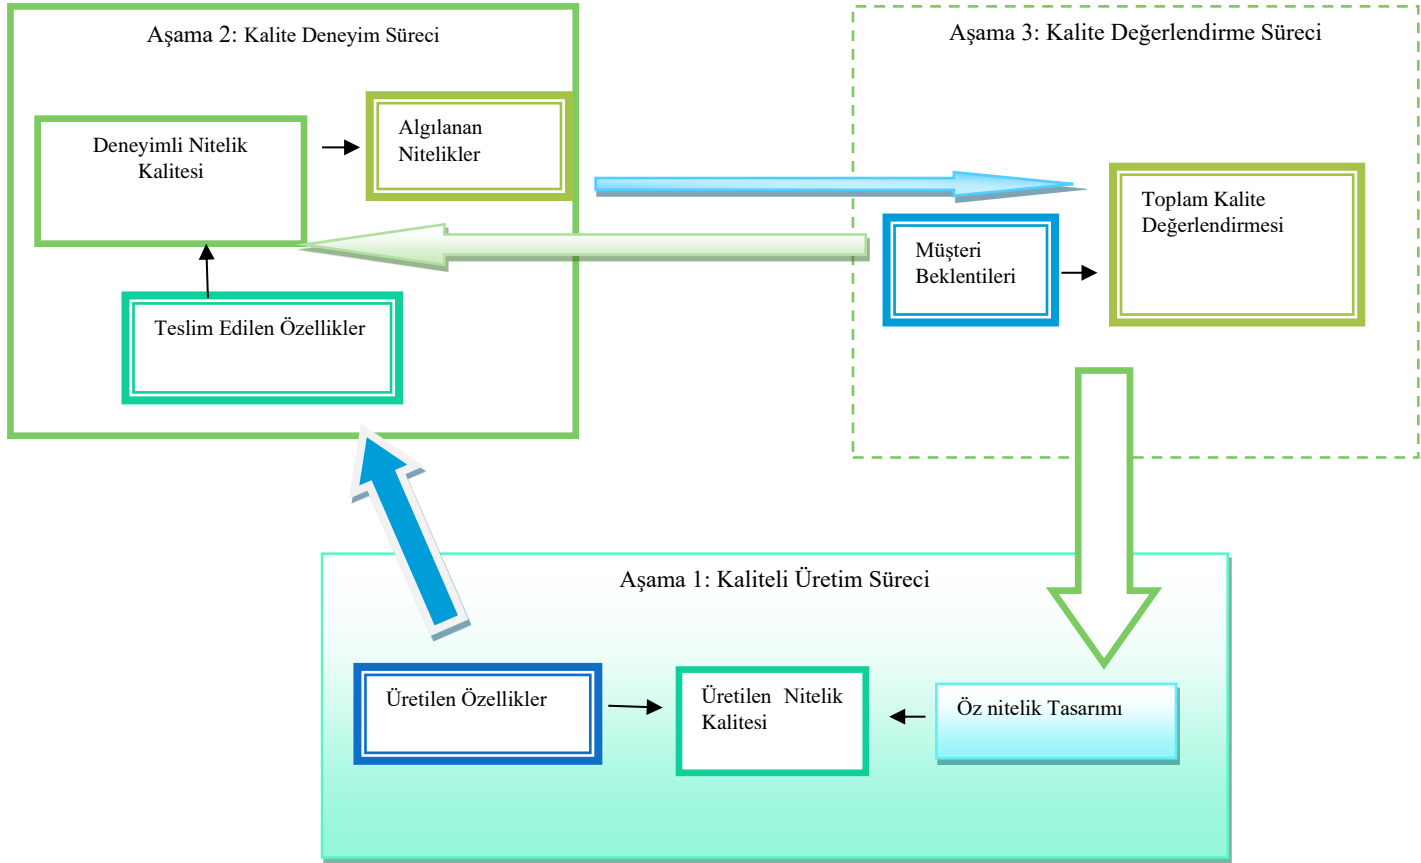 Aşama 2: Kalite Deneyim Süreci
Deneyimli Nitelik
Kalitesi
Algılanan
Nitelikler
Teslim Edilen Özellikler
Aşama 3: Kalite Değerlendirme Süreci
Müşteri
Beklentileri
Toplam Kalite
Değerlendirmesi
Aşama 1: Kaliteli Üretim Süreci
Üretilen Özellikler
Üretilen Nitelik
Kalitesi
Öz nitelik Tasarımı